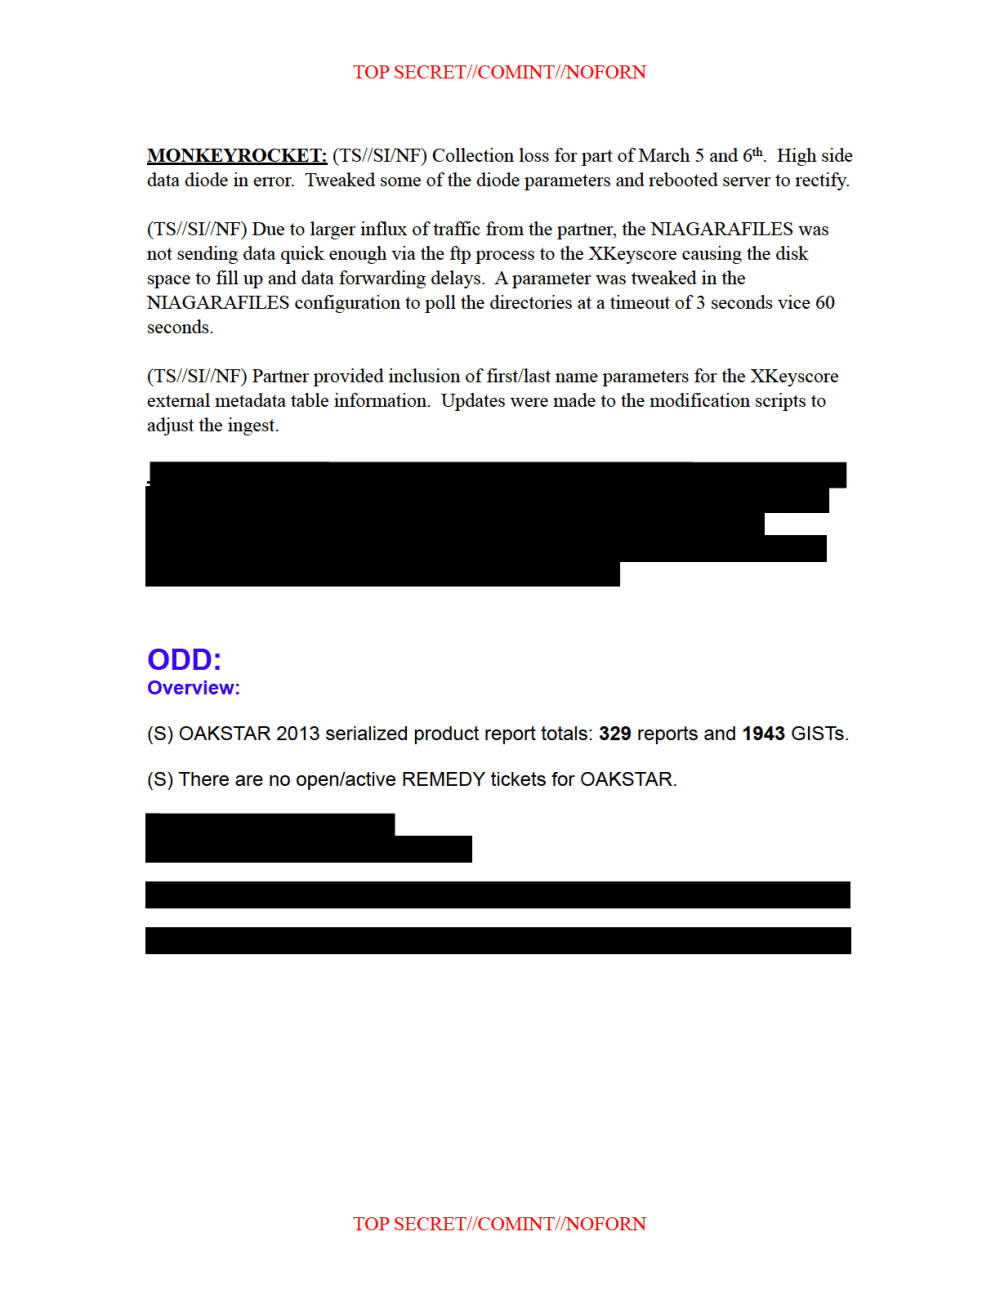 TOP SECRET//COMINT//NOFORN
MONKEYROCKET: (TS//SI/NF) Collection loss for part of March 5 and 6th. High side
data diode in error. Tweaked some of the diode parameters and rebooted server to rectify.
(TS//SI//NF) Due to larger influx of traffic from the partner, the NIAGARAFILES was
not sending data quick enough via the ftp process to the XKeyscore causing the disk
space to fill up and data forwarding delays. A parameter was tweaked in the
NIAGARAFILES configuration to poll the directories at a timeout of 3 seconds vice 60
seconds.
(TS//SI//NF) Partner provided inclusion of first/last name parameters for the XKeyscore
external metadata table information. Updates were made to the modification scripts to
adjust the ingest.
ODD:
Overview:
(S) OAKSTAR 2013 serialized product report totals: 329 reports and 1943 GISTs.
(S) There are no open/active REMEDY tickets for OAKSTAR.
TOP SECRET//COMINT//NOFORN